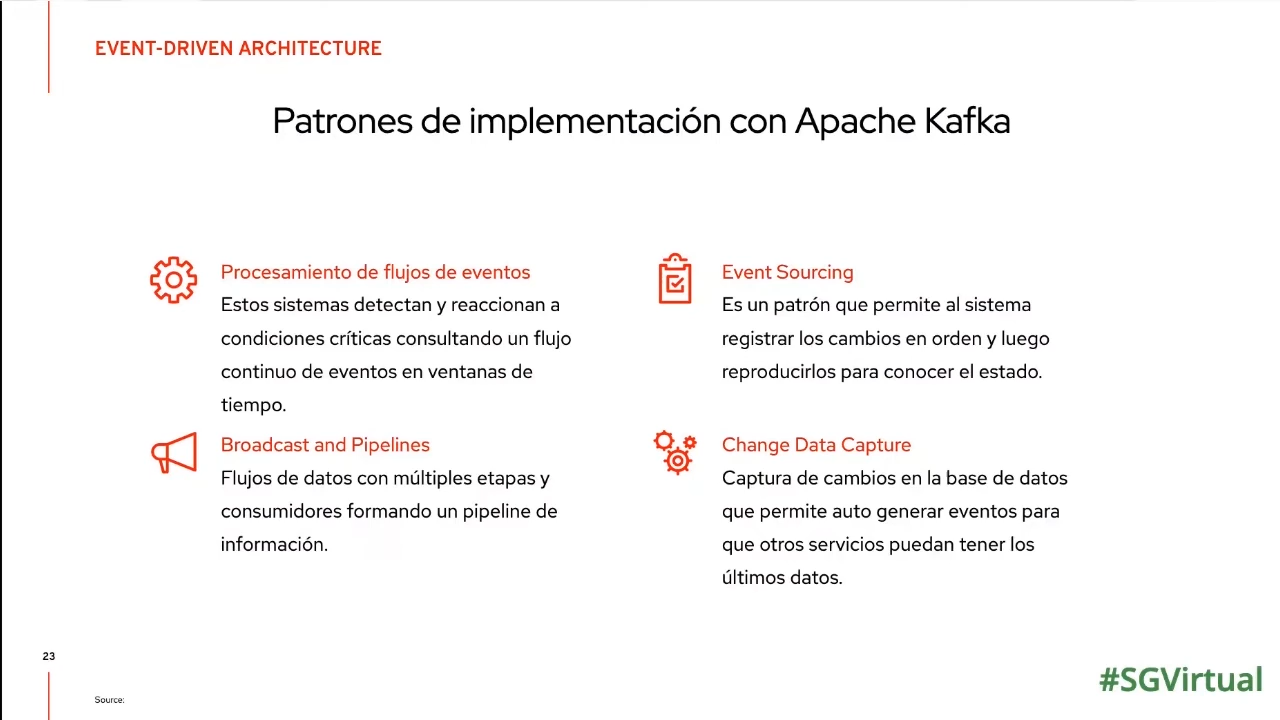 EVENT-DRIVEN ARCHITECTURE
Patrones de implementación con Apache Kafka
Procesamiento de flujos de eventos
Estos sistemas detectan y reaccionan a
condiciones críticas consultando un flujo
continuo de eventos en ventanas de
tiempo.
Event Sourcing
Es un patrón que permite al sistema
registrar los cambios en orden y luego
reproducirlos para conocer el estado.
Broadcast and Pipelines
Flujos de datos con múltiples etapas y
consumidores formando un pipeline de
información.
Change Data Capture
Captura de cambios en la base de datos
que permite auto generar eventos para
que otros servicios puedan tener los
últimos datos.
23
Source:
#SGVirtual